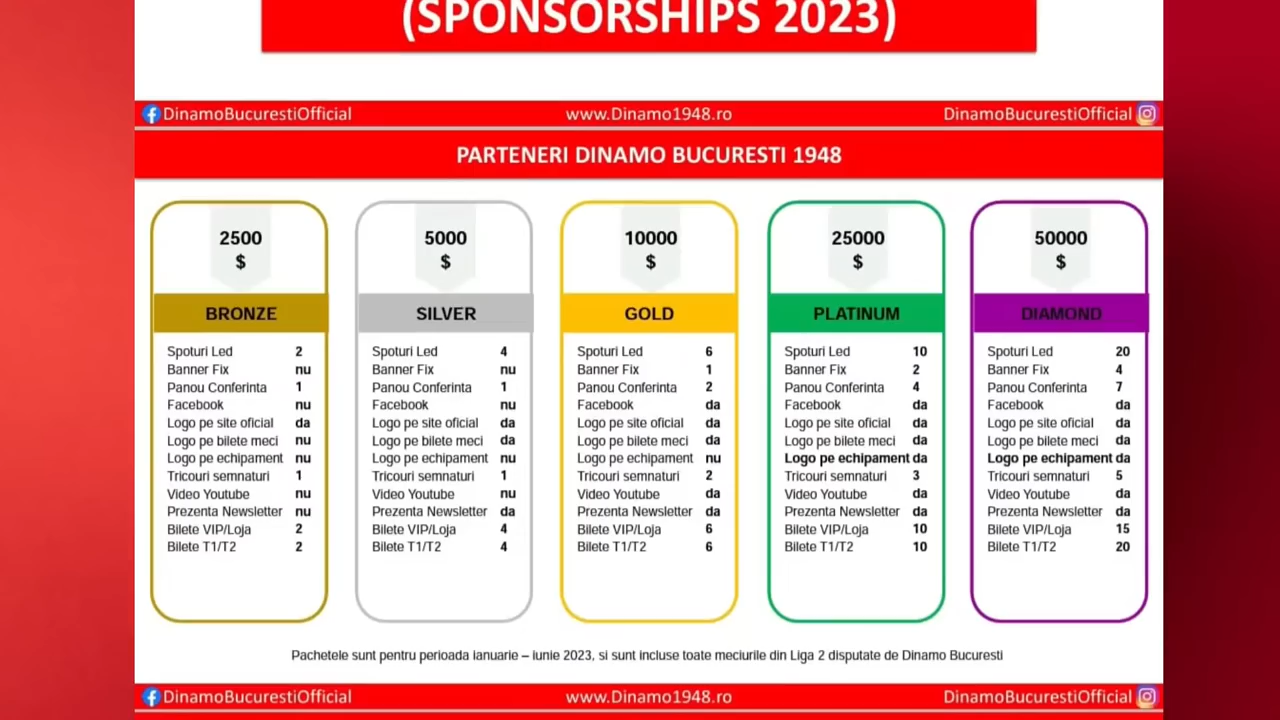 (SPONSORSHIPS 2023)
DinamoBucurestiOfficial www.Dinamo1948.ro DinamoBucurestiOfficial
PARTENERI DINAMO BUCURESTI 1948
2500
$
BRONZE
Spoturi Led 2
Banner Fix nu
Panou Conferinta 1
Facebook nu
Logo pe site oficial da
Logo pe bilete meci nu
Logo pe echipament nu
Tricouri semnaturi 1
Video Youtube nu
Prezenta Newsletter nu
Bilete VIP/Loja 2
Bilete T1/T2 2
5000
$
SILVER
Spoturi Led 4
Banner Fix nu
Panou Conferinta 1
Facebook nu
Logo pe site oficial da
Logo pe bilete meci da
Logo pe echipament nu
Tricouri semnaturi 1
Video Youtube nu
Prezenta Newsletter da
Bilete VIP/Loja 4
Bilete T1/T2 4
10000
$
GOLD
Spoturi Led 6
Banner Fix 1
Panou Conferinta 2
Facebook da
Logo pe site oficial da
Logo pe bilete meci da
Logo pe echipament nu
Tricouri semnaturi 2
Video Youtube da
Prezenta Newsletter da
Bilete VIP/Loja 6
Bilete T1/T2 6
25000
$
PLATINUM
Spoturi Led 10
Banner Fix 2
Panou Conferinta 4
Facebook da
Logo pe site oficial da
Logo pe bilete meci da
Logo pe echipament da
Tricouri semnaturi 3
Video Youtube da
Prezenta Newsletter da
Bilete VIP/Loja 10
Bilete T1/T2 10
50000
$
DIAMOND
Spoturi Led 20
Banner Fix 4
Panou Conferinta 7
Facebook da
Logo pe site oficial da
Logo pe bilete meci da
Logo pe echipament da
Tricouri semnaturi 5
Video Youtube da
Prezenta Newsletter da
Bilete VIP/Loja 15
Bilete T1/T2 20
Pachetele sunt pentru perioada ianuarie – iunie 2023, si sunt incluse toate meciurile din Liga 2 disputate de Dinamo Bucuresti
DinamoBucurestiOfficial www.Dinamo1948.ro DinamoBucurestiOfficial